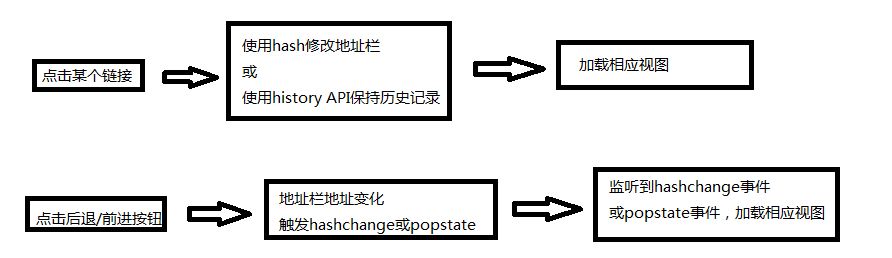 点击某个链接
使用hash修改地址栏
或
使用history API保持历史记录
加载相应视图
点击后退/前进按钮
地址栏地址变化
触发hashchange或popstate
监听到hashchange事件
或popstate事件，加载相应视图